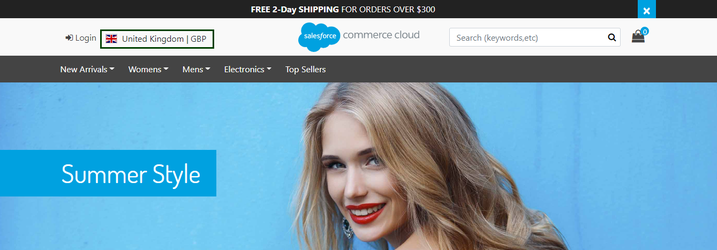 FREE 2-Day SHIPPING FOR ORDERS OVER $300
Login United Kingdom | GBP salesforce commerce cloud Search (keywords,etc) 0
New Arrivals Womens Mens Electronics Top Sellers
Summer Style